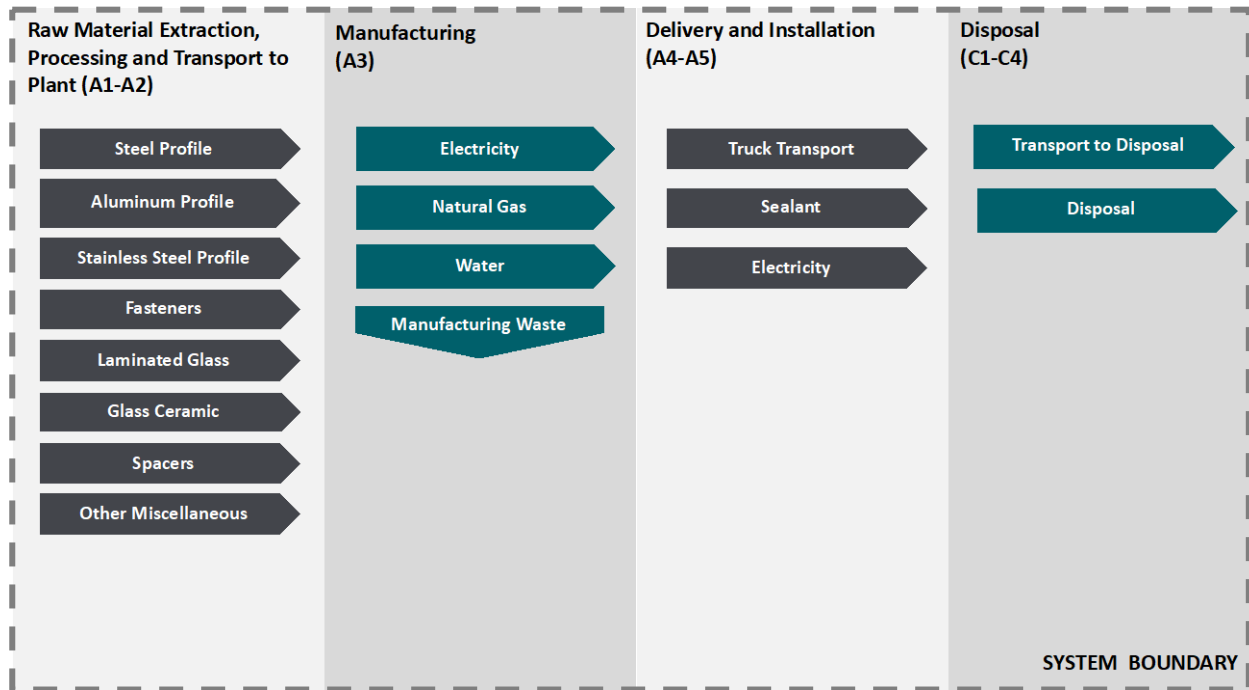 Raw Material Extraction,
Processing and Transport to
Plant (A1-A2)
Steel Profile
Aluminum Profile
Stainless Steel Profile
Fasteners
Laminated Glass
Glass Ceramic
Spacers
Other Miscellaneous
Manufacturing
(A3)
Electricity
Natural Gas
Water
Manufacturing Waste
Delivery and Installation
(A4-A5)
Truck Transport
Sealant
Electricity
Disposal
(C1-C4)
Transport to Disposal
Disposal
SYSTEM BOUNDARY